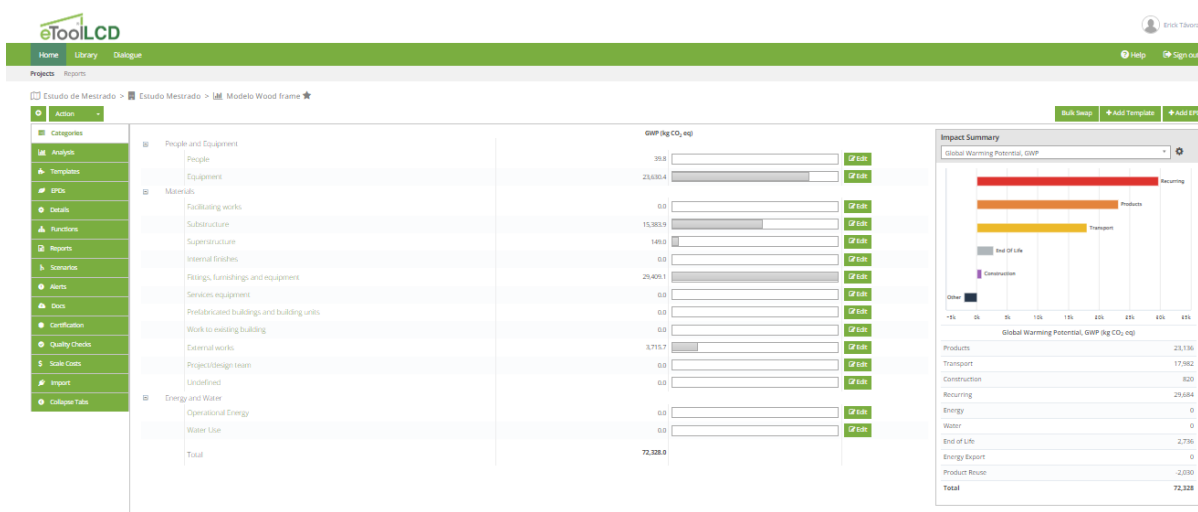 eToolLCD
Erick Távora
Home Library Dialogue
Help Sign out
Projects Reports
Estudo de Mestrado > Estudo Mestrado > Modelo Wood frame
Action
Bulk Swap +Add Template +Add EPD
Categories
Analysis
Templates
EPDs
Details
Functions
Reports
Scenarios
Alerts
Docs
Certification
Quality Checks
$ Scale Costs
Import
Collapse Tabs
GWP (kg CO₂ eq)
People and Equipment
People 39.8 Edit
Equipment 23,630.4 Edit
Materials
Facilitating works 0.0 Edit
Substructure 15,383.9 Edit
Superstructure 149.0 Edit
Internal finishes 0.0 Edit
Fittings, furnishings and equipment 29,409.1 Edit
Services equipment 0.0 Edit
Prefabricated buildings and building units 0.0 Edit
Work to existing building 0.0 Edit
External works 3,715.7 Edit
Project/design team 0.0 Edit
Undefined 0.0 Edit
Energy and Water
Operational Energy 0.0 Edit
Water Use 0.0 Edit
Total 72,328.0
Impact Summary
Global Warming Potential, GWP
Recurring
Products
Transport
End Of Life
Construction
Other
-5k 0k 5k 10k 15k 20k 25k 30k 35k
Global Warming Potential, GWP (kg CO₂ eq)
Products 23,136
Transport 17,982
Construction 820
Recurring 29,684
Energy 0
Water 0
End of Life 2,736
Energy Export 0
Product Reuse -2,030
Total 72,328